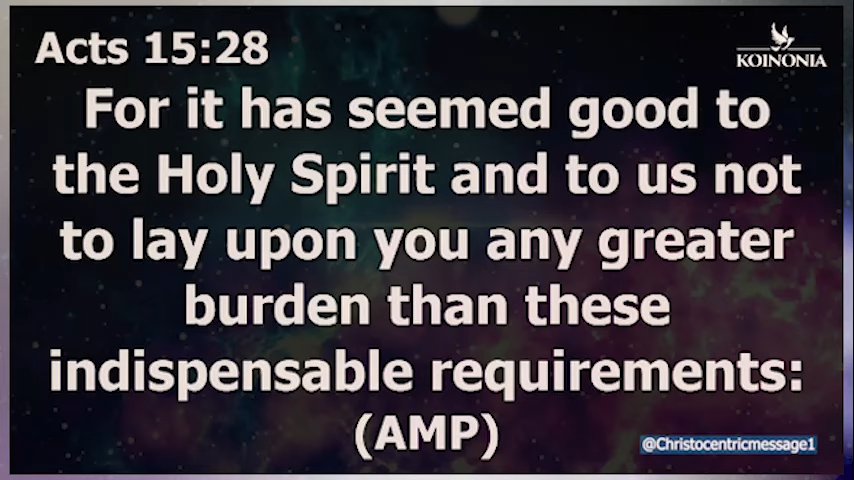 Acts 15:28
KOINONIA
For it has seemed good to
the Holy Spirit and to us not
to lay upon you any greater
burden than these
indispensable requirements:
(AMP)
@Christocentricmessage1